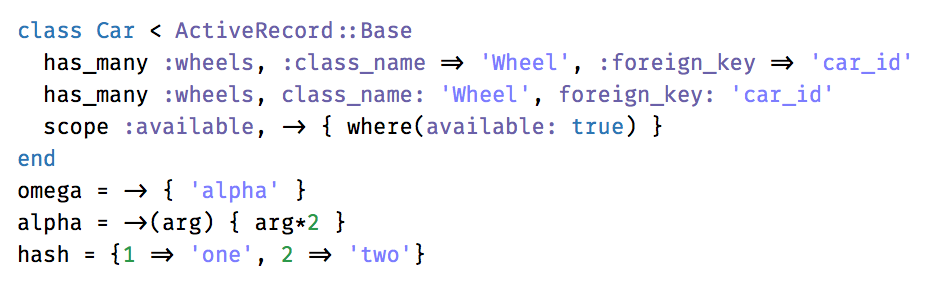 class Car < ActiveRecord::Base
  has_many :wheels, :class_name => 'Wheel', :foreign_key => 'car_id'
  has_many :wheels, class_name: 'Wheel', foreign_key: 'car_id'
  scope :available, -> { where(available: true) }
end
omega = -> { 'alpha' }
alpha = ->(arg) { arg*2 }
hash = {1 => 'one', 2 => 'two'}